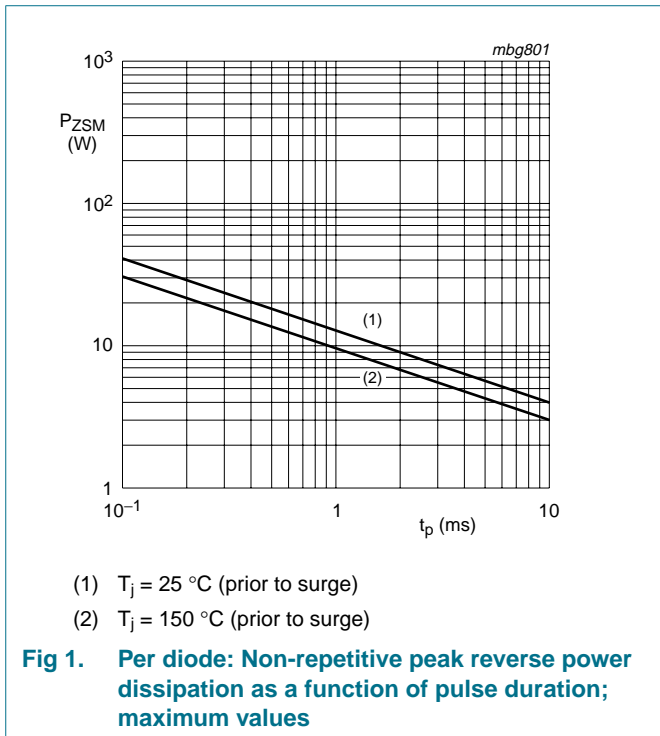 mbg801
10³
P_ZSM
(W)
10²
(1)
10
(2)
1
10⁻¹
1
10
t_p (ms)
(1) T_j = 25 °C (prior to surge)
(2) T_j = 150 °C (prior to surge)
Fig 1. Per diode: Non-repetitive peak reverse power
dissipation as a function of pulse duration;
maximum values